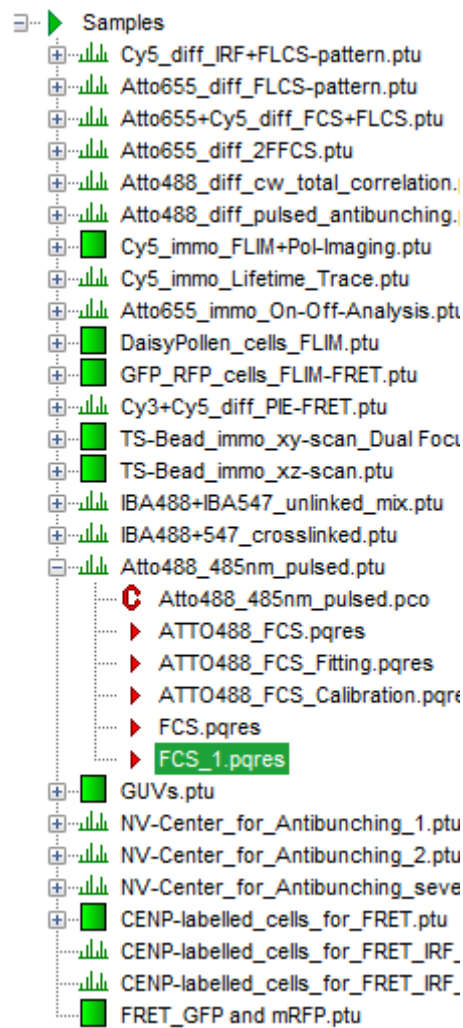 Samples
Cy5_diff_IRF+FLCS-pattern.ptu
Atto655_diff_FLCS-pattern.ptu
Atto655+Cy5_diff_FCS+FLCS.ptu
Atto655_diff_2FFCS.ptu
Atto488_diff_cw_total_correlation.
Atto488_diff_pulsed_antibunching.
Cy5_immo_FLIM+Pol-Imaging.ptu
Cy5_immo_Lifetime_Trace.ptu
Atto655_immo_On-Off-Analysis.ptu
DaisyPollen_cells_FLIM.ptu
GFP_RFP_cells_FLIM-FRET.ptu
Cy3+Cy5_diff_PIE-FRET.ptu
TS-Bead_immo_xy-scan_Dual Focu
TS-Bead_immo_xz-scan.ptu
IBA488+IBA547_unlinked_mix.ptu
IBA488+547_crosslinked.ptu
Atto488_485nm_pulsed.ptu
Atto488_485nm_pulsed.pco
ATTO488_FCS.pqres
ATTO488_FCS_Fitting.pqres
ATTO488_FCS_Calibration.pqre
FCS.pqres
FCS_1.pqres
GUVs.ptu
NV-Center_for_Antibunching_1.ptu
NV-Center_for_Antibunching_2.ptu
NV-Center_for_Antibunching_seve
CENP-labelled_cells_for_FRET.ptu
CENP-labelled_cells_for_FRET_IRF_
CENP-labelled_cells_for_FRET_IRF_
FRET_GFP and mRFP.ptu